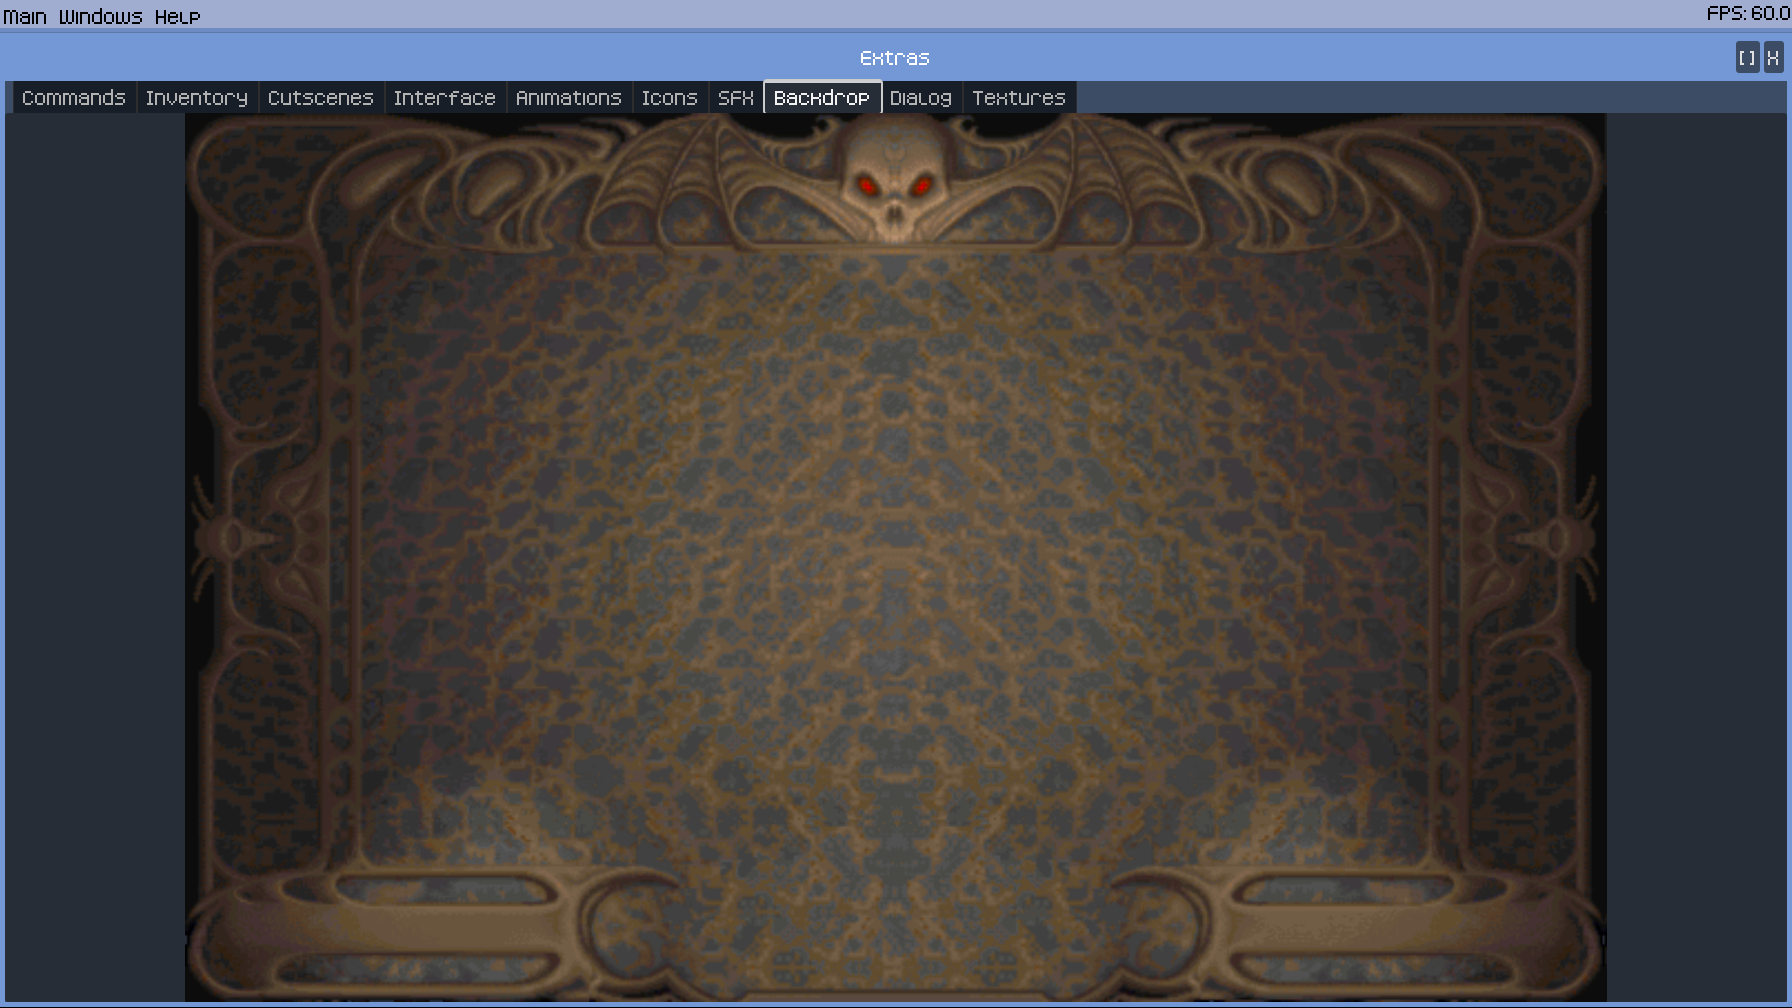 Main Windows Help FPS: 60.0
Extras [] X
Commands Inventory Cutscenes Interface Animations Icons SFX Backdrop Dialog Textures